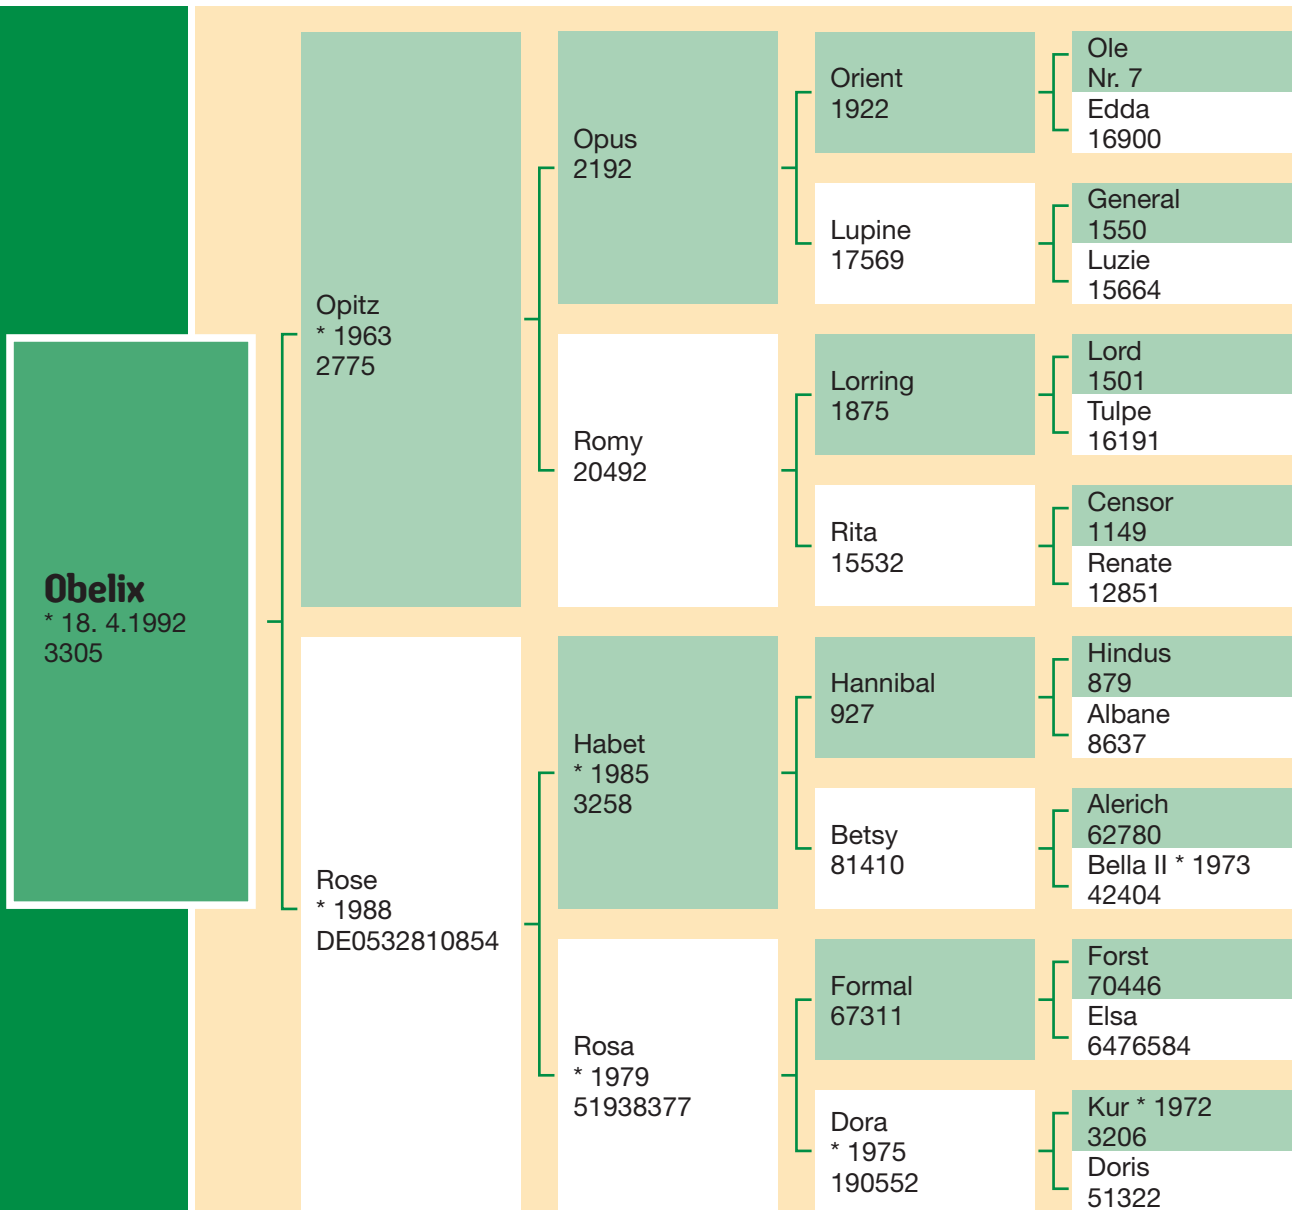 Obelix
* 18. 4.1992
3305
Opitz
* 1963
2775
Rose
* 1988
DE0532810854
Opus
2192
Romy
20492
Habet
* 1985
3258
Rosa
* 1979
51938377
Orient
1922
Lupine
17569
Lorring
1875
Rita
15532
Hannibal
927
Betsy
81410
Formal
67311
Dora
* 1975
190552
Ole
Nr. 7
Edda
16900
General
1550
Luzie
15664
Lord
1501
Tulpe
16191
Censor
1149
Renate
12851
Hindus
879
Albane
8637
Alerich
62780
Bella II * 1973
42404
Forst
70446
Elsa
6476584
Kur * 1972
3206
Doris
51322